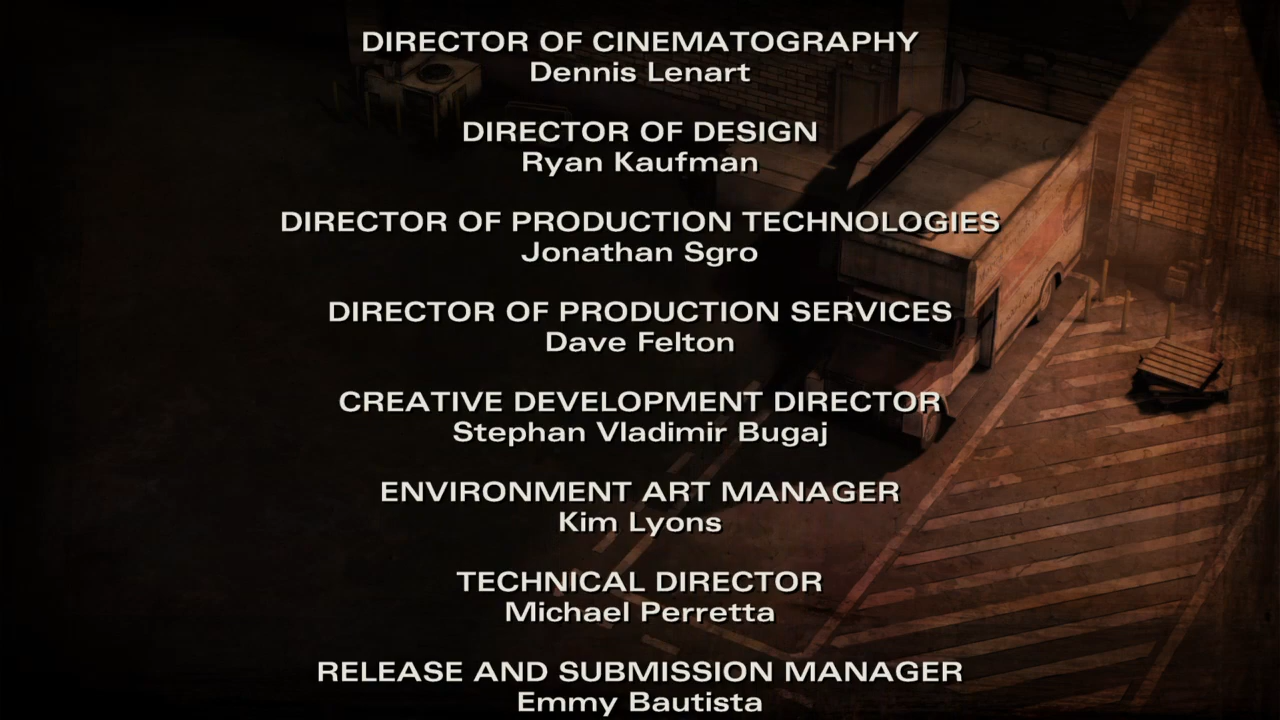 DIRECTOR OF CINEMATOGRAPHY
Dennis Lenart
DIRECTOR OF DESIGN
Ryan Kaufman
DIRECTOR OF PRODUCTION TECHNOLOGIES
Jonathan Sgro
DIRECTOR OF PRODUCTION SERVICES
Dave Felton
CREATIVE DEVELOPMENT DIRECTOR
Stephan Vladimir Bugaj
ENVIRONMENT ART MANAGER
Kim Lyons
TECHNICAL DIRECTOR
Michael Perretta
RELEASE AND SUBMISSION MANAGER
Emmy Bautista